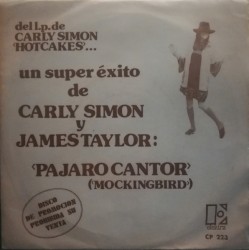 del l.p. de
CARLY SIMON
'HOTCAKES'...
un super éxito
de
CARLY SIMON
y
JAMES TAYLOR:
'PAJARO CANTOR'
('MOCKINGBIRD')
DISCO
DE PROMOCION
PROHIBIDA SU
VENTA
CP 223